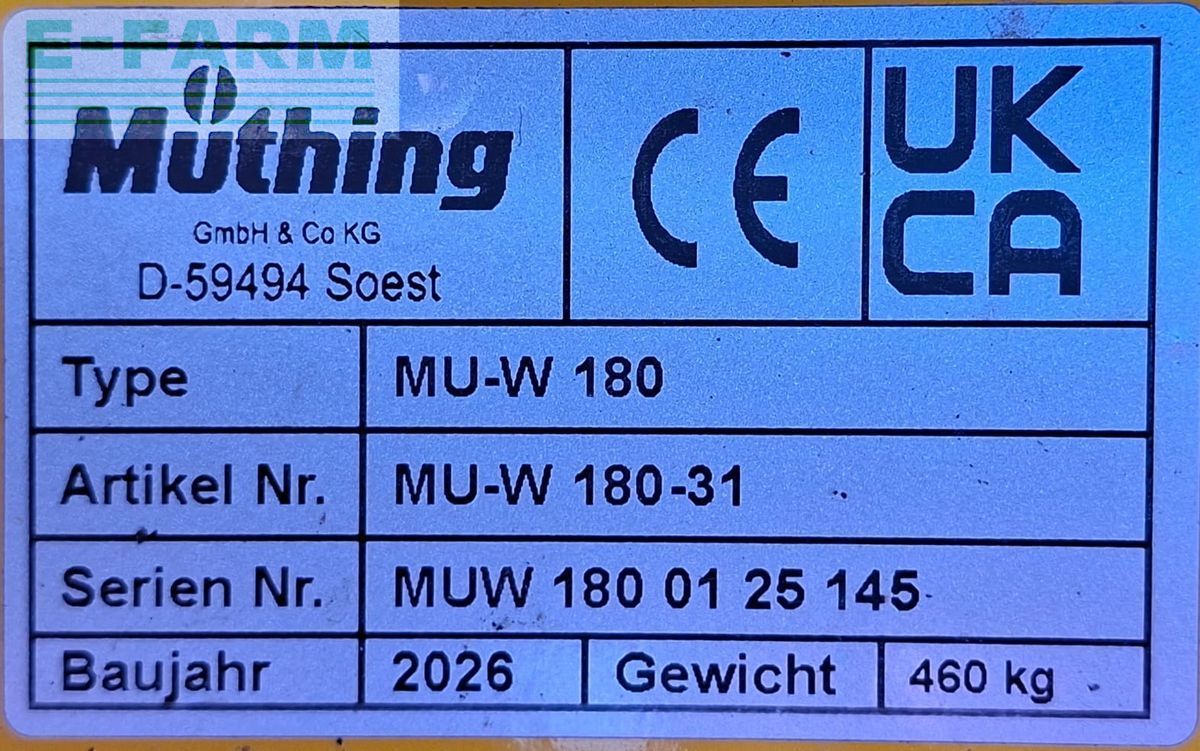 E-FARM
Müthing
GmbH & Co KG
D-59494 Soest
CE
UK
CA
Type MU-W 180
Artikel Nr. MU-W 180-31
Serien Nr. MUW 180 01 25 145
Baujahr 2026 Gewicht 460 kg